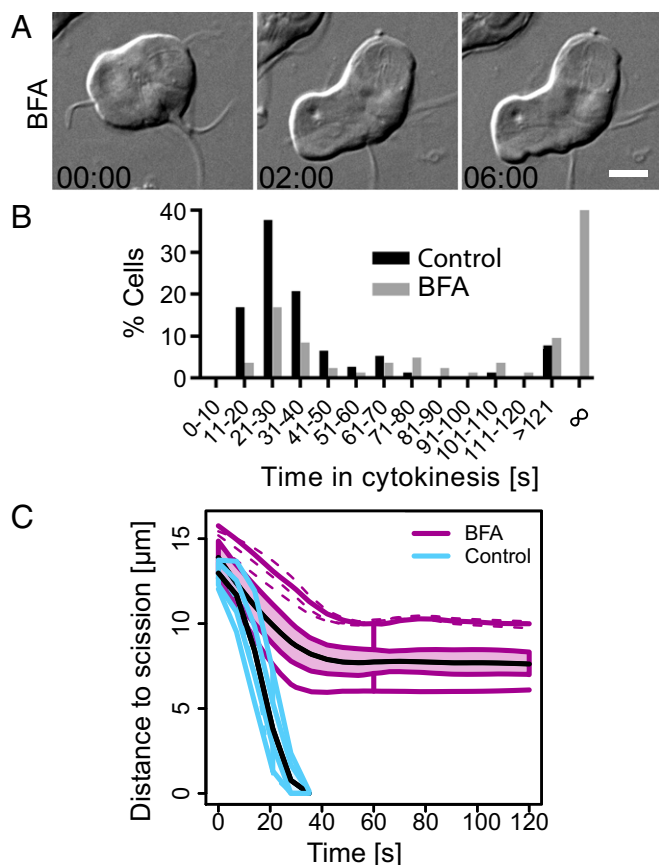 A
BFA
00:00
02:00
06:00
B
% Cells
40
30
20
10
0
Control
BFA
0-10
11-20
21-30
31-40
41-50
51-60
61-70
71-80
81-90
91-100
101-110
111-120
>121
∞
Time in cytokinesis [s]
C
Distance to scission [µm]
15
10
5
0
BFA
Control
0 20 40 60 80 100 120
Time [s]